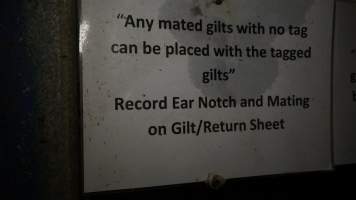 “Any mated gilts with no tag
can be placed with the tagged
gilts”
Record Ear Notch and Mating
on Gilt/Return Sheet